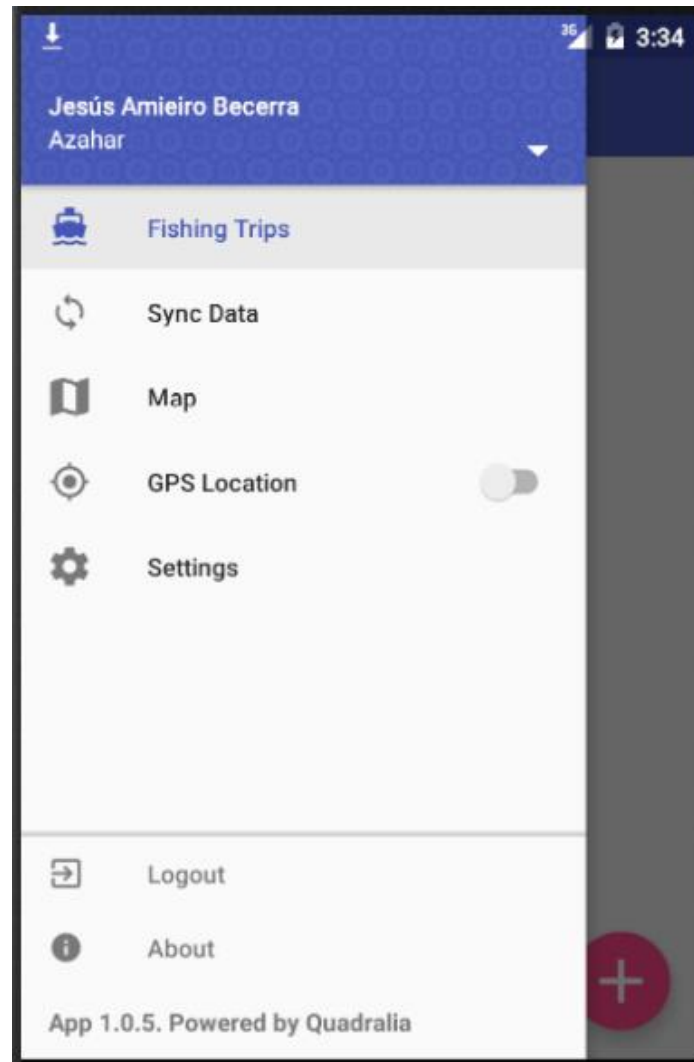 3G 3:34
Jesús Amieiro Becerra
Azahar
Fishing Trips
Sync Data
Map
GPS Location
Settings
Logout
About
App 1.0.5. Powered by Quadralia